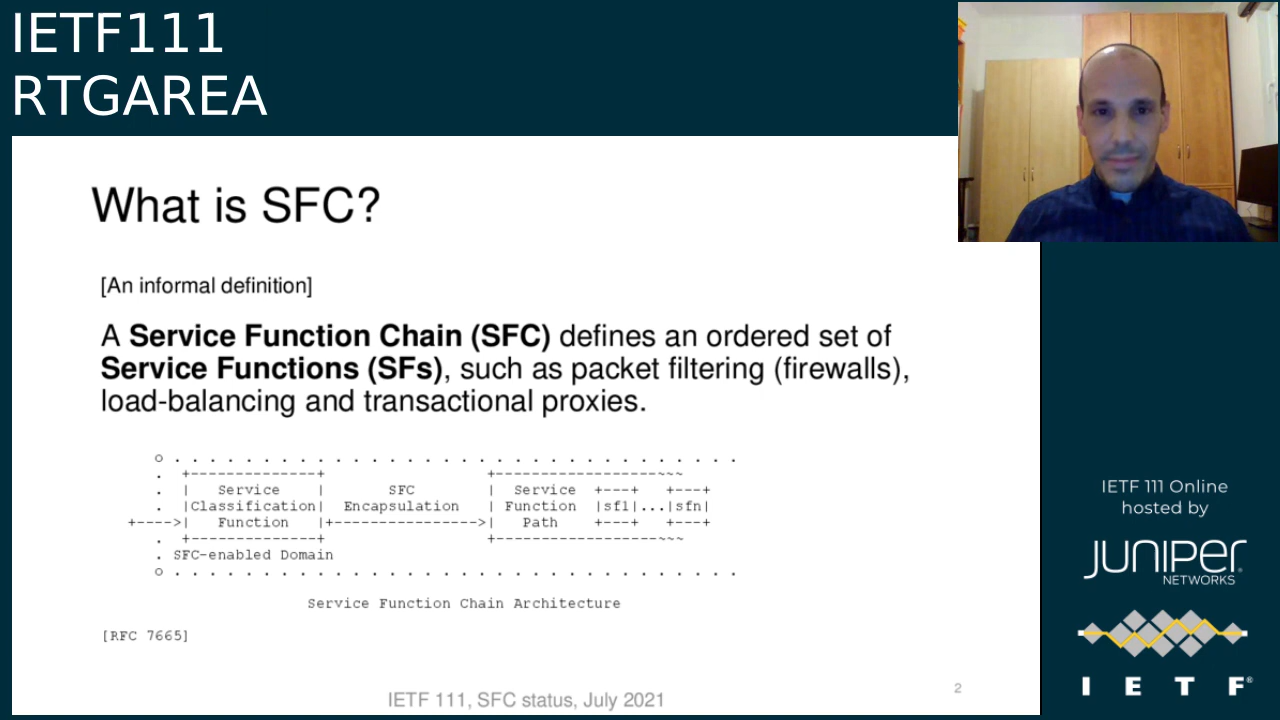 IETF111
RTGAREA
What is SFC?
[An informal definition]
A Service Function Chain (SFC) defines an ordered set of
Service Functions (SFs), such as packet filtering (firewalls),
load-balancing and transactional proxies.
o . . . . . . . . . . . . . . . . . . . . . . . . . . . . . . . .
.  +--------------+                   +-------------------~~~
.  |   Service    |       SFC         |  Service  +---+   +---+
.  |Classification|  Encapsulation    | Function  |sf1|...|sfn|
+---->|   Function   |+----------------->|   Path    +---+   +---+
.  +--------------+                   +-------------------~~~
. SFC-enabled Domain
o . . . . . . . . . . . . . . . . . . . . . . . . . . . . . . . .
Service Function Chain Architecture
[RFC 7665]
IETF 111, SFC status, July 2021
2
IETF 111 Online
hosted by
JUNIPEr
NETWORKS
I E T F®